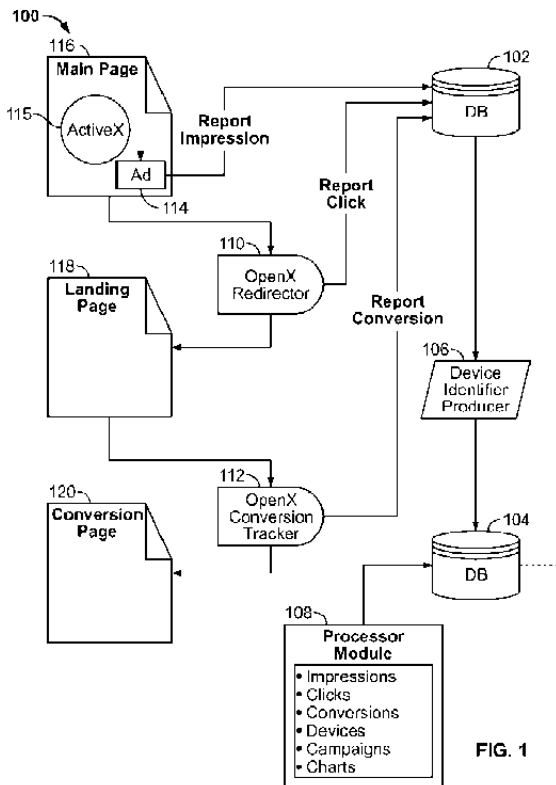 100
116
Main Page
115
ActiveX
Ad
114
Report
Impression
102
DB
Report
Click
110
OpenX
Redirector
118
Landing
Page
Report
Conversion
106
Device
Identifier
Producer
112
OpenX
Conversion
Tracker
120
Conversion
Page
104
DB
108
Processor
Module
• Impressions
• Clicks
• Conversions
• Devices
• Campaigns
• Charts
FIG. 1